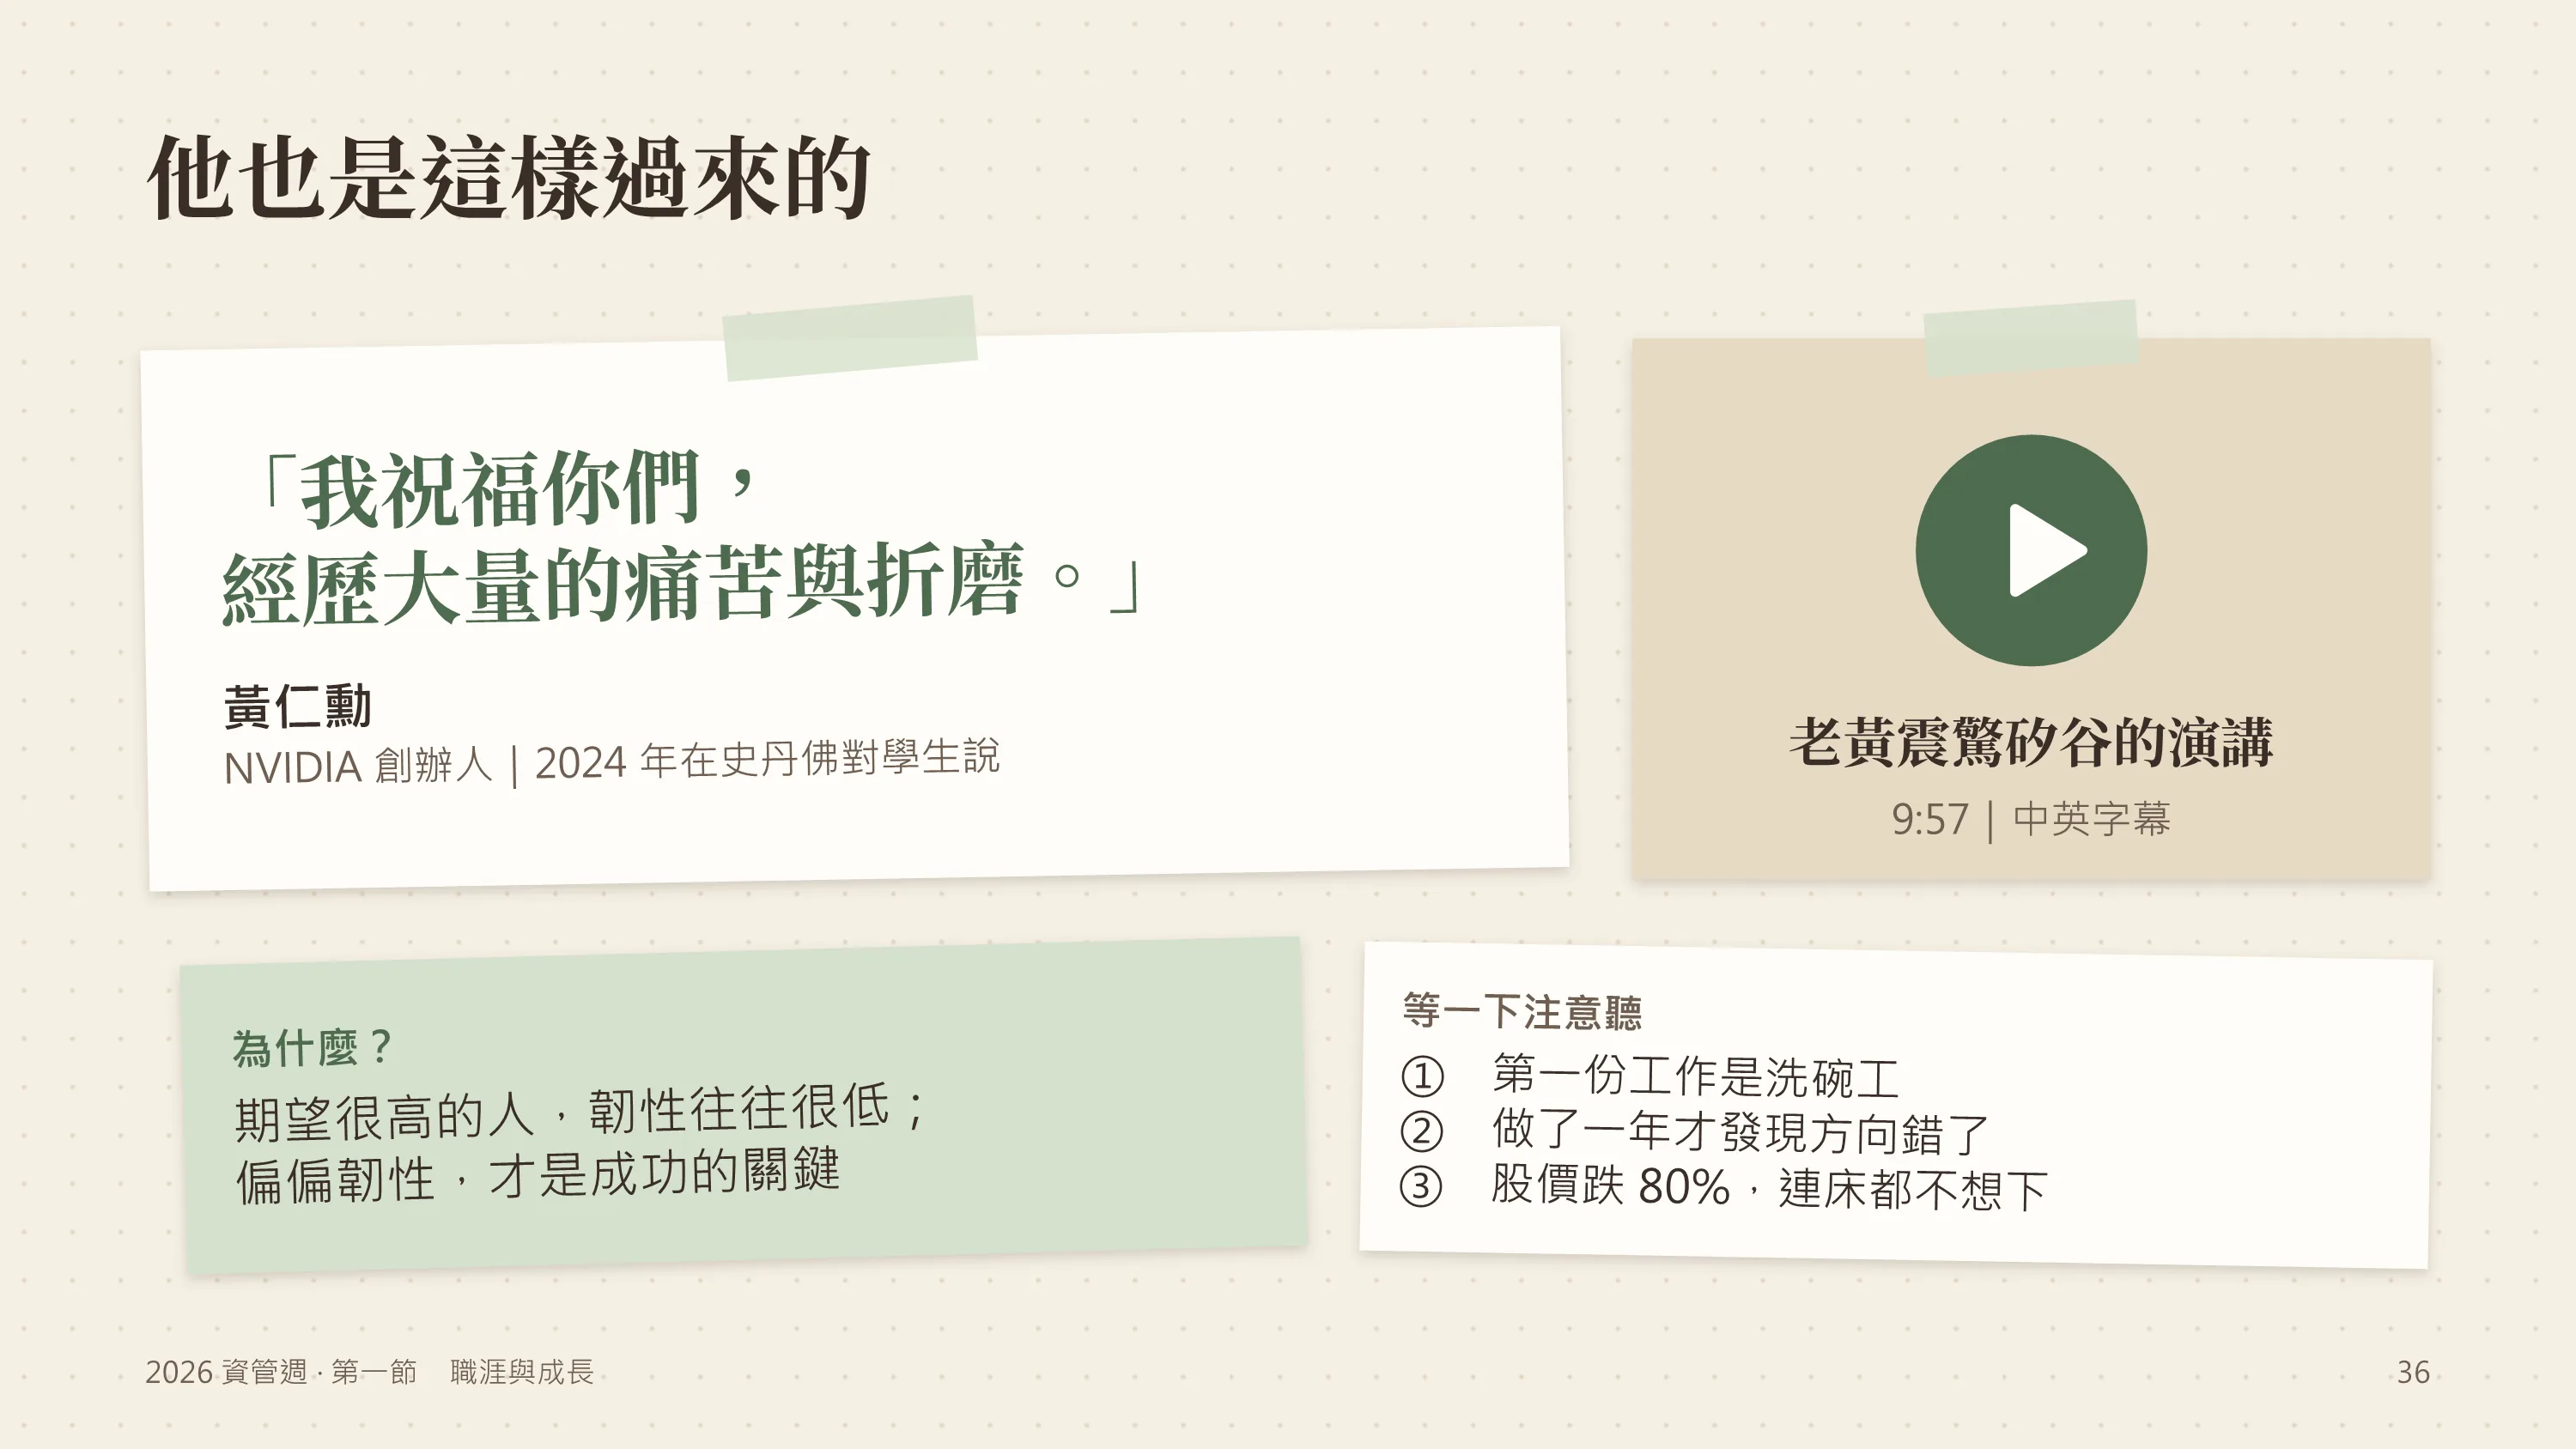 他也是這樣過來的
「我祝福你們，
經歷大量的痛苦與折磨。」
黃仁勳
NVIDIA 創辦人｜2024 年在史丹佛對學生說
老黃震驚矽谷的演講
9:57｜中英字幕
為什麼？
期望很高的人，韌性往往很低；
偏偏韌性，才是成功的關鍵
等一下注意聽
① 第一份工作是洗碗工
② 做了一年才發現方向錯了
③ 股價跌 80%，連床都不想下
2026 資管週 · 第一節　職涯與成長
36